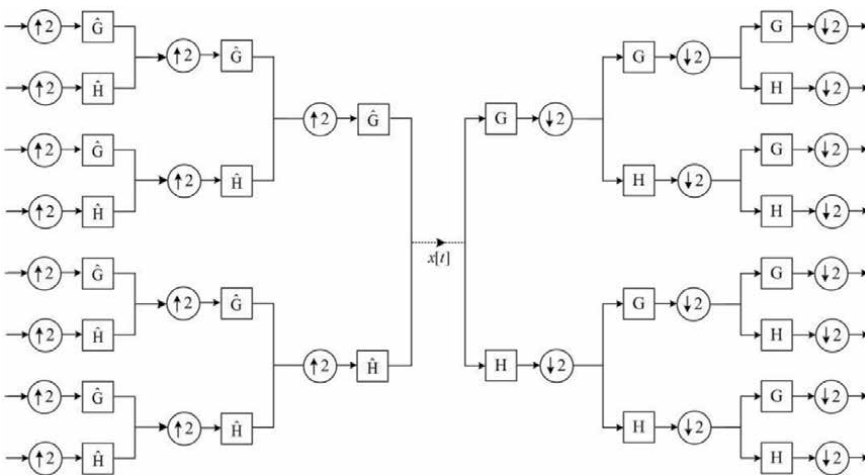 ↑2 Ĝ ↑2 Ĝ G ↓2 G ↓2
↑2 Ĥ H ↓2
↑2 Ĝ G ↓2
↑2 Ĝ ↑2 Ĥ H ↓2 G ↓2
↑2 Ĥ H ↓2
x[t]
↑2 Ĝ ↑2 Ĝ G ↓2 G ↓2
↑2 Ĥ H ↓2
↑2 Ĥ H ↓2
↑2 Ĝ ↑2 Ĥ H ↓2 G ↓2
↑2 Ĥ H ↓2